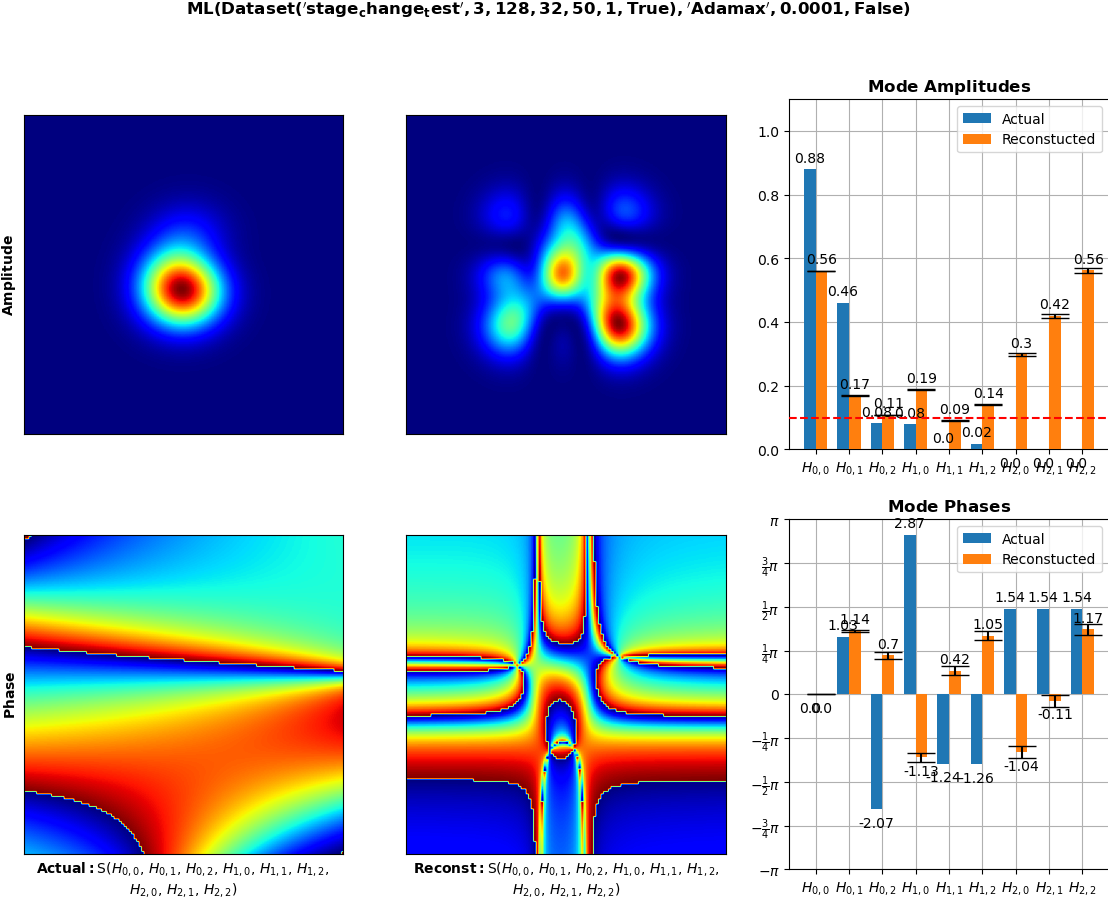 ML(Dataset('stage_change_test', 3, 128, 32, 50, 1, True), 'Adamax', 0.0001, False)
Amplitude
Mode Amplitudes
Actual
Reconstucted
1.0
0.8
0.6
0.4
0.2
0.0
0.88
0.56
0.46
0.17
0.08
0.11
0.08
0.19
0.0
0.09
0.02
0.14
0.0
0.3
0.0
0.42
0.0
0.56
H0,0 H0,1 H0,2 H1,0 H1,1 H1,2 H2,0 H2,1 H2,2
Phase
Actual: S(H0,0, H0,1, H0,2, H1,0, H1,1, H1,2,
H2,0, H2,1, H2,2)
Reconst: S(H0,0, H0,1, H0,2, H1,0, H1,1, H1,2,
H2,0, H2,1, H2,2)
Mode Phases
Actual
Reconstucted
π
3/4π
1/2π
1/4π
0
−1/4π
−1/2π
−3/4π
−π
0.0
0.0
1.03
1.14
-2.07
0.7
2.87
-1.13
-1.24
0.42
-1.26
1.05
1.54
-1.04
1.54
-0.11
1.54
1.17
H0,0 H0,1 H0,2 H1,0 H1,1 H1,2 H2,0 H2,1 H2,2